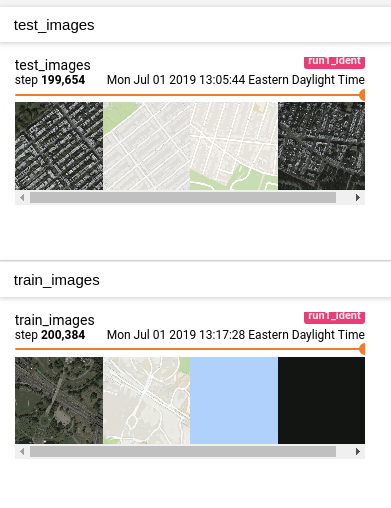 test_images
run1_ident
test_images
step 199,654 Mon Jul 01 2019 13:05:44 Eastern Daylight Time
train_images
run1_ident
train_images
step 200,384 Mon Jul 01 2019 13:17:28 Eastern Daylight Time